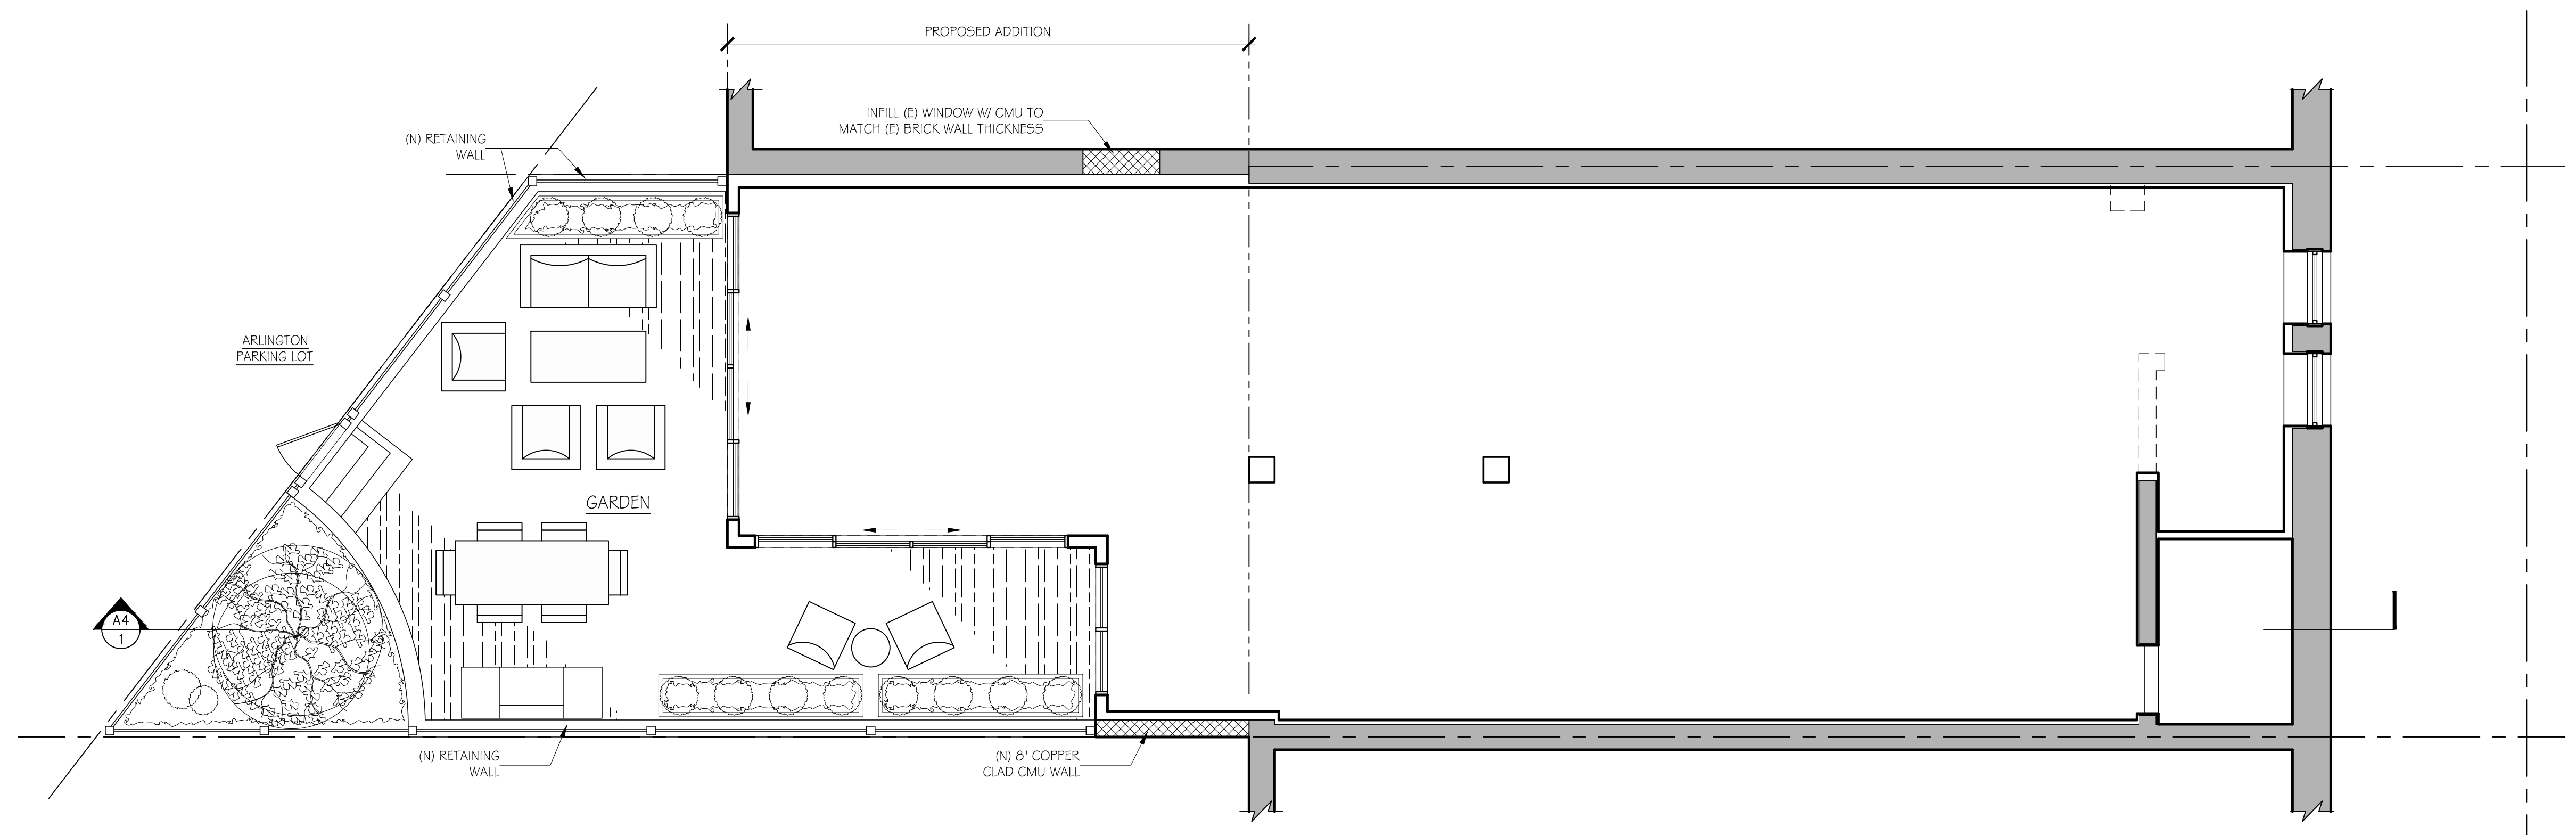 PROPOSED ADDITION
INFILL (E) WINDOW W/ CMU TO
MATCH (E) BRICK WALL THICKNESS
(N) RETAINING
WALL
ARLINGTON
PARKING LOT
GARDEN
A4
1
(N) RETAINING
WALL
(N) 8" COPPER
CLAD CMU WALL